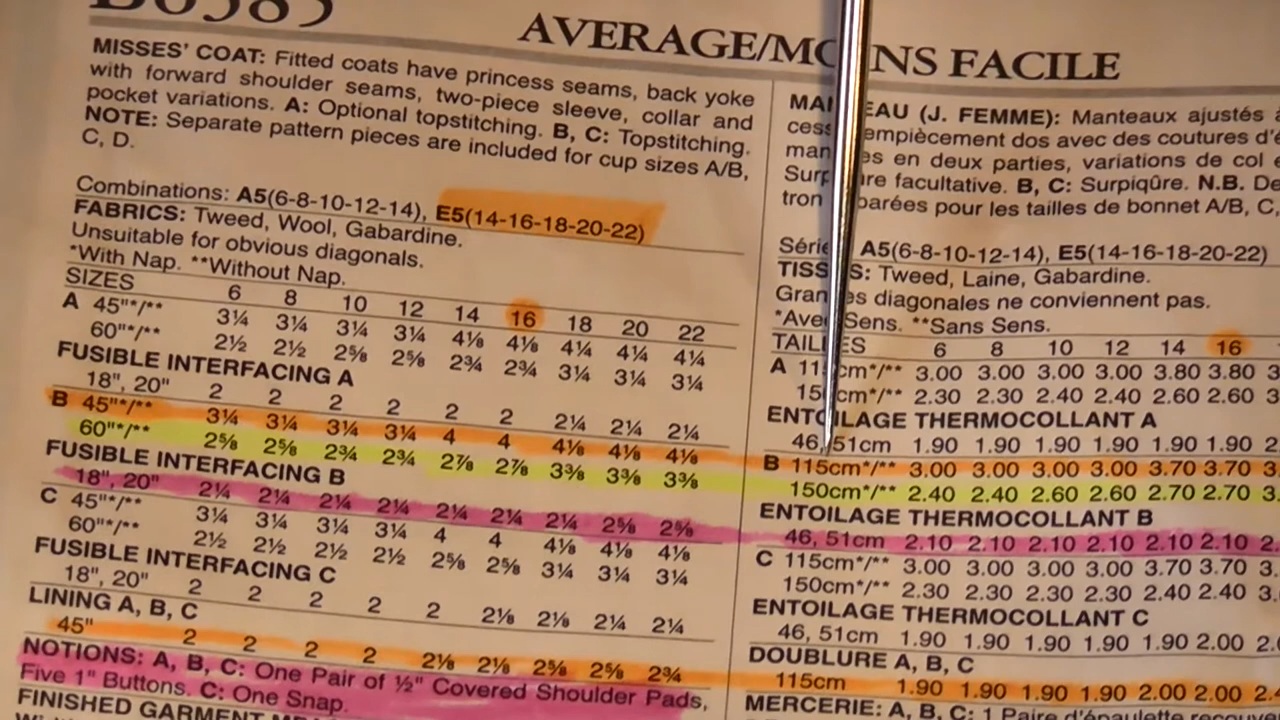 B6385
AVERAGE/MOINS FACILE
MISSES' COAT: Fitted coats have princess seams, back yoke
with forward shoulder seams, two-piece sleeve, collar and
pocket variations. A: Optional topstitching. B, C: Topstitching.
NOTE: Separate pattern pieces are included for cup sizes A/B,
C, D.
Combinations: A5(6-8-10-12-14), E5(14-16-18-20-22)
FABRICS: Tweed, Wool, Gabardine.
Unsuitable for obvious diagonals.
*With Nap. **Without Nap.
SIZES 6 8 10 12 14 16 18 20 22
A 45"*/** 3¼ 3¼ 3¼ 3¼ 4⅛ 4⅛ 4¼ 4¼ 4¼
60"*/** 2½ 2½ 2⅝ 2⅝ 2¾ 2¾ 3¼ 3¼ 3¼
FUSIBLE INTERFACING A
18", 20" 2 2 2 2 2 2 2¼ 2¼ 2¼
B 45"*/** 3¼ 3¼ 3¼ 3¼ 4 4 4⅛ 4⅛ 4⅛
60"*/** 2⅝ 2⅝ 2¾ 2¾ 2⅞ 2⅞ 3⅜ 3⅜ 3⅜
FUSIBLE INTERFACING B
18", 20" 2¼ 2¼ 2¼ 2¼ 2¼ 2¼ 2¼ 2⅝ 2⅝
C 45"*/** 3¼ 3¼ 3¼ 3¼ 4 4 4⅛ 4⅛ 4⅛
60"*/** 2½ 2½ 2½ 2½ 2⅝ 2⅝ 3¼ 3¼ 3¼
FUSIBLE INTERFACING C
18", 20" 2 2 2 2 2 2⅛ 2⅛ 2¼ 2¼
LINING A, B, C
45" 2 2 2 2 2⅛ 2⅛ 2⅝ 2⅝ 2¾
NOTIONS: A, B, C: One Pair of ½" Covered Shoulder Pads,
Five 1" Buttons. C: One Snap.
FINISHED GARMENT
MANTEAU (J. FEMME): Manteaux ajustés
empiècement dos avec des coutures
en deux parties, variations de col
facultative. B, C: Surpiqûre. N.B.
parées pour les tailles de bonnet A/B, C,
Série A5(6-8-10-12-14), E5(14-16-18-20-22)
TISSUS: Tweed, Laine, Gabardine.
Grandes diagonales ne conviennent pas.
*Avec Sens. **Sans Sens.
TAILLES 6 8 10 12 14 16
A 115cm*/** 3.00 3.00 3.00 3.00 3.80 3.80
150cm*/** 2.30 2.30 2.40 2.40 2.60 2.60
ENTOILAGE THERMOCOLLANT A
46, 51cm 1.90 1.90 1.90 1.90 1.90 1.90
B 115cm*/** 3.00 3.00 3.00 3.00 3.70 3.70
150cm*/** 2.40 2.40 2.60 2.60 2.70 2.70
ENTOILAGE THERMOCOLLANT B
46, 51cm 2.10 2.10 2.10 2.10 2.10 2.10
C 115cm*/** 3.00 3.00 3.00 3.00 3.70 3.70
150cm*/** 2.30 2.30 2.30 2.30 2.40 2.40
ENTOILAGE THERMOCOLLANT C
46, 51cm 1.90 1.90 1.90 1.90 1.90 2.00
DOUBLURE A, B, C
115cm 1.90 1.90 1.90 1.90 2.00 2.00
MERCERIE: A, B, C: 1 Paire d'épaulette